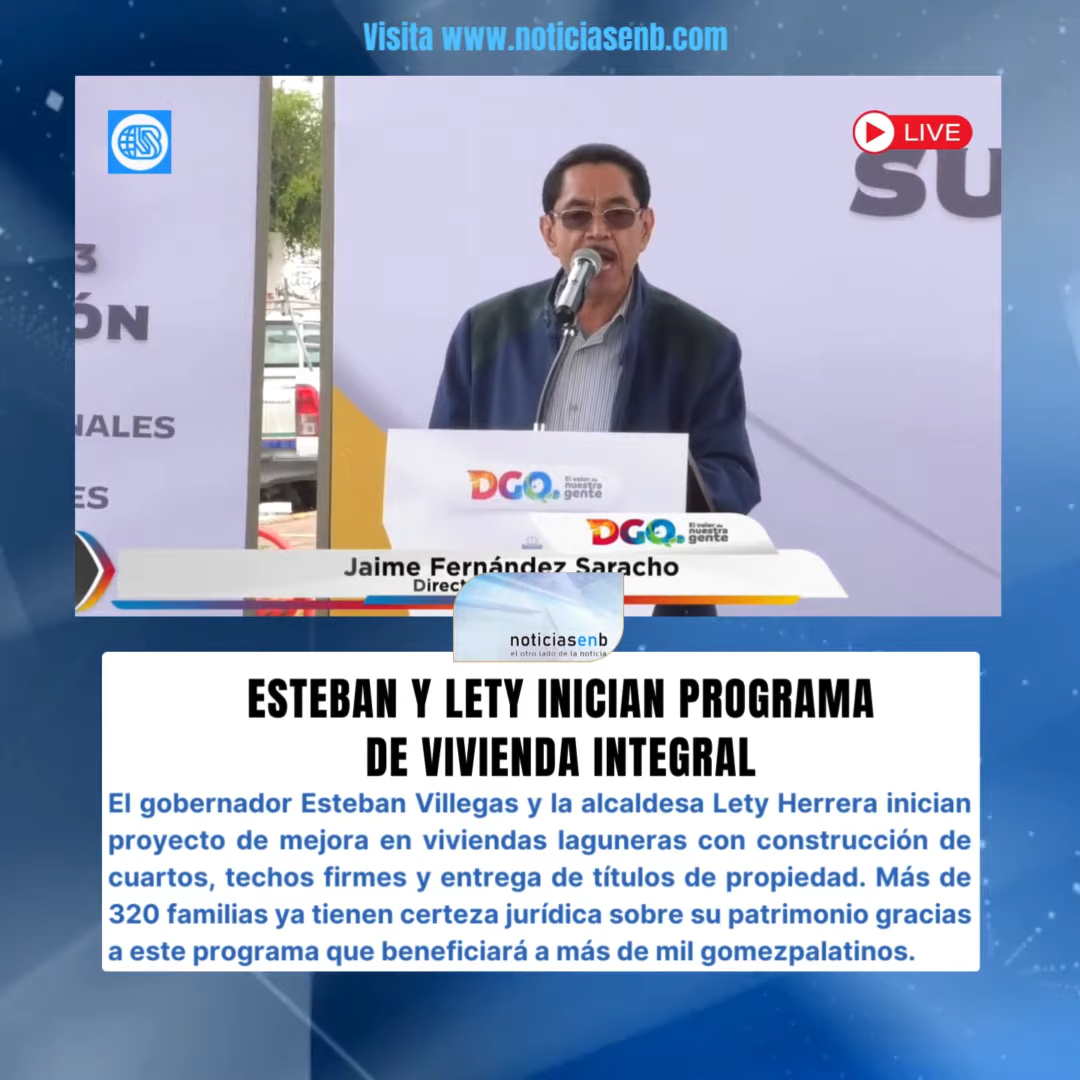 Visita www.noticiasenb.com
LIVE
SU
3
ÓN
NALES
ES
DGO. El valor de
nuestra
gente
DGO. El valor de
nuestra
gente
Jaime Fernández Saracho
Direct
noticiasenb
el otro lado de la noticia
ESTEBAN Y LETY INICIAN PROGRAMA
DE VIVIENDA INTEGRAL
El gobernador Esteban Villegas y la alcaldesa Lety Herrera inician
proyecto de mejora en viviendas laguneras con construcción de
cuartos, techos firmes y entrega de títulos de propiedad. Más de
320 familias ya tienen certeza jurídica sobre su patrimonio gracias
a este programa que beneficiará a más de mil gomezpalatinos.